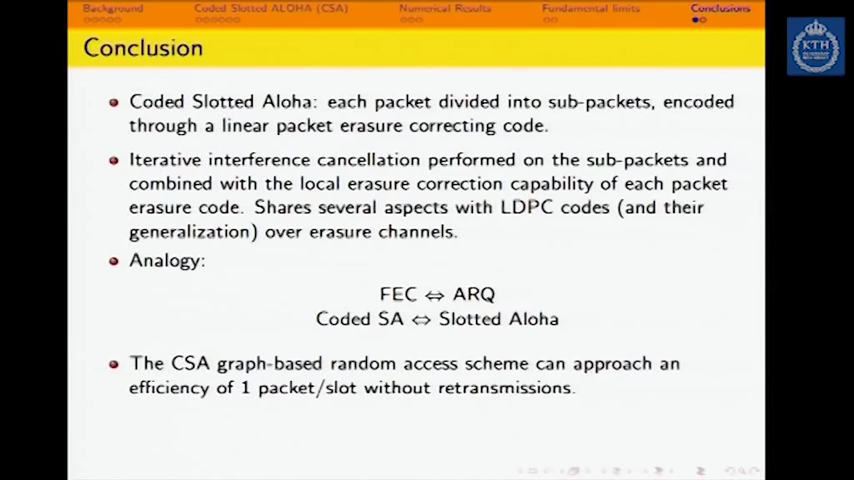 Background Coded Slotted ALOHA (CSA) Numerical Results Fundamental limits Conclusions
KTH
Conclusion
Coded Slotted Aloha: each packet divided into sub-packets, encoded
through a linear packet erasure correcting code.
Iterative interference cancellation performed on the sub-packets and
combined with the local erasure correction capability of each packet
erasure code. Shares several aspects with LDPC codes (and their
generalization) over erasure channels.
Analogy:
FEC ⇔ ARQ
Coded SA ⇔ Slotted Aloha
The CSA graph-based random access scheme can approach an
efficiency of 1 packet/slot without retransmissions.